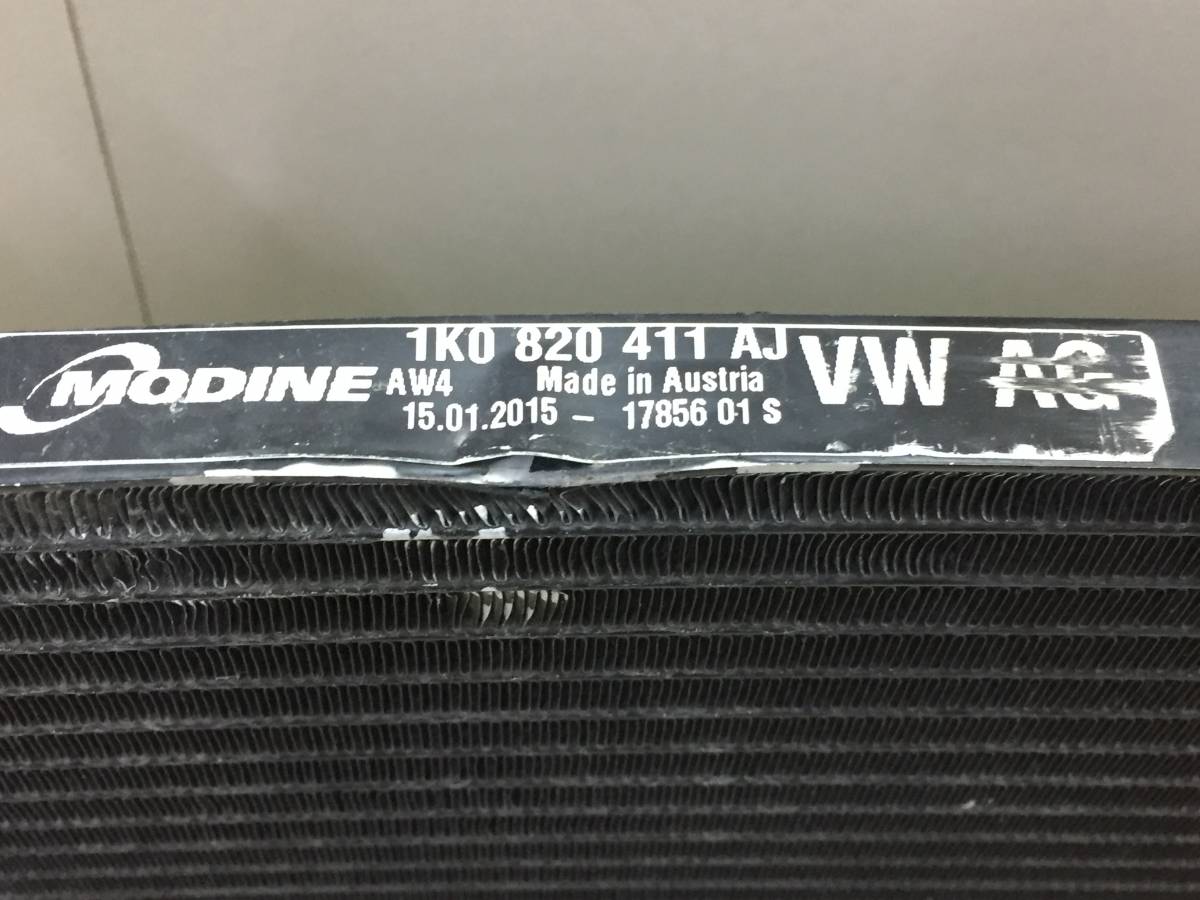 MODINE
1K0 820 411 AJ
AW4 Made in Austria
15.01.2015 - 17856 01 S
VW AG